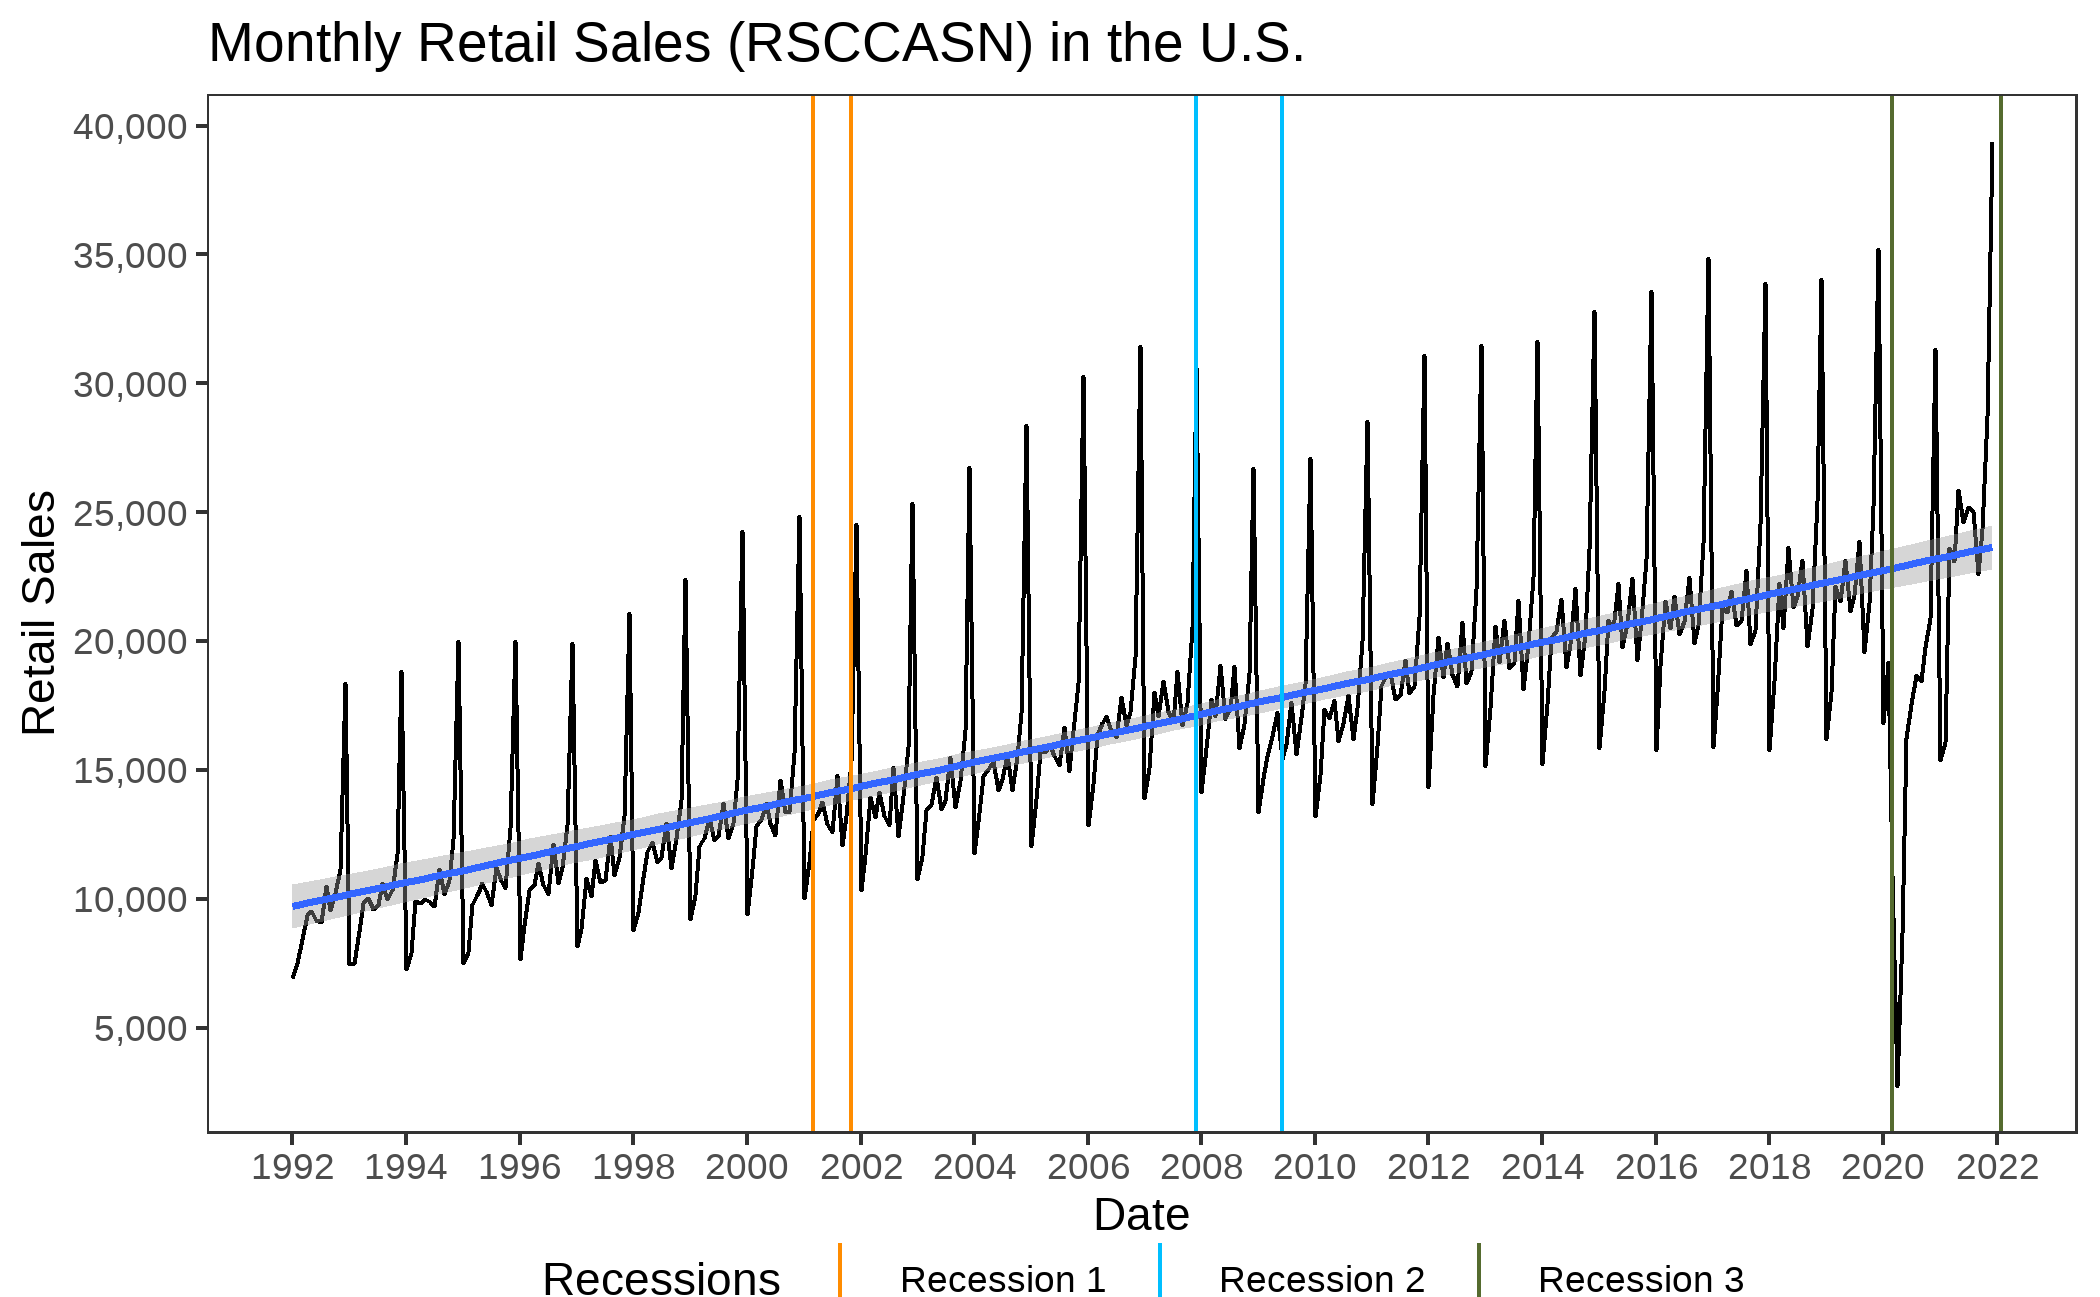 Monthly Retail Sales (RSCCASN) in the U.S.
40,000
35,000
30,000
25,000
20,000
15,000
10,000
5,000
Retail Sales
1992 1994 1996 1998 2000 2002 2004 2006 2008 2010 2012 2014 2016 2018 2020 2022
Date
Recessions Recession 1 Recession 2 Recession 3